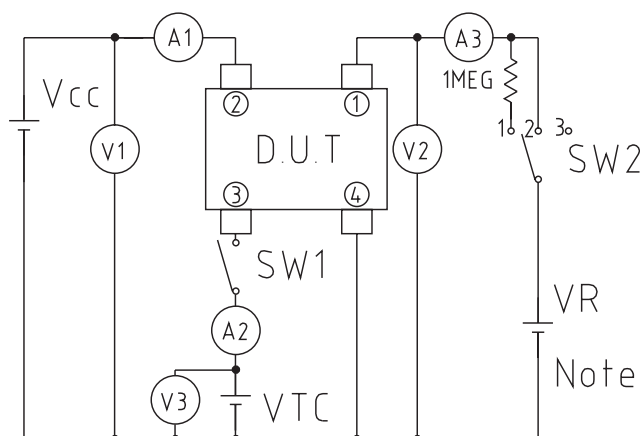 A1
A3
1MEG
Vcc
2
1
1 2 3
V1
D.U.T
V2
SW2
3
4
SW1
VR
A2
Note
V3
VTC